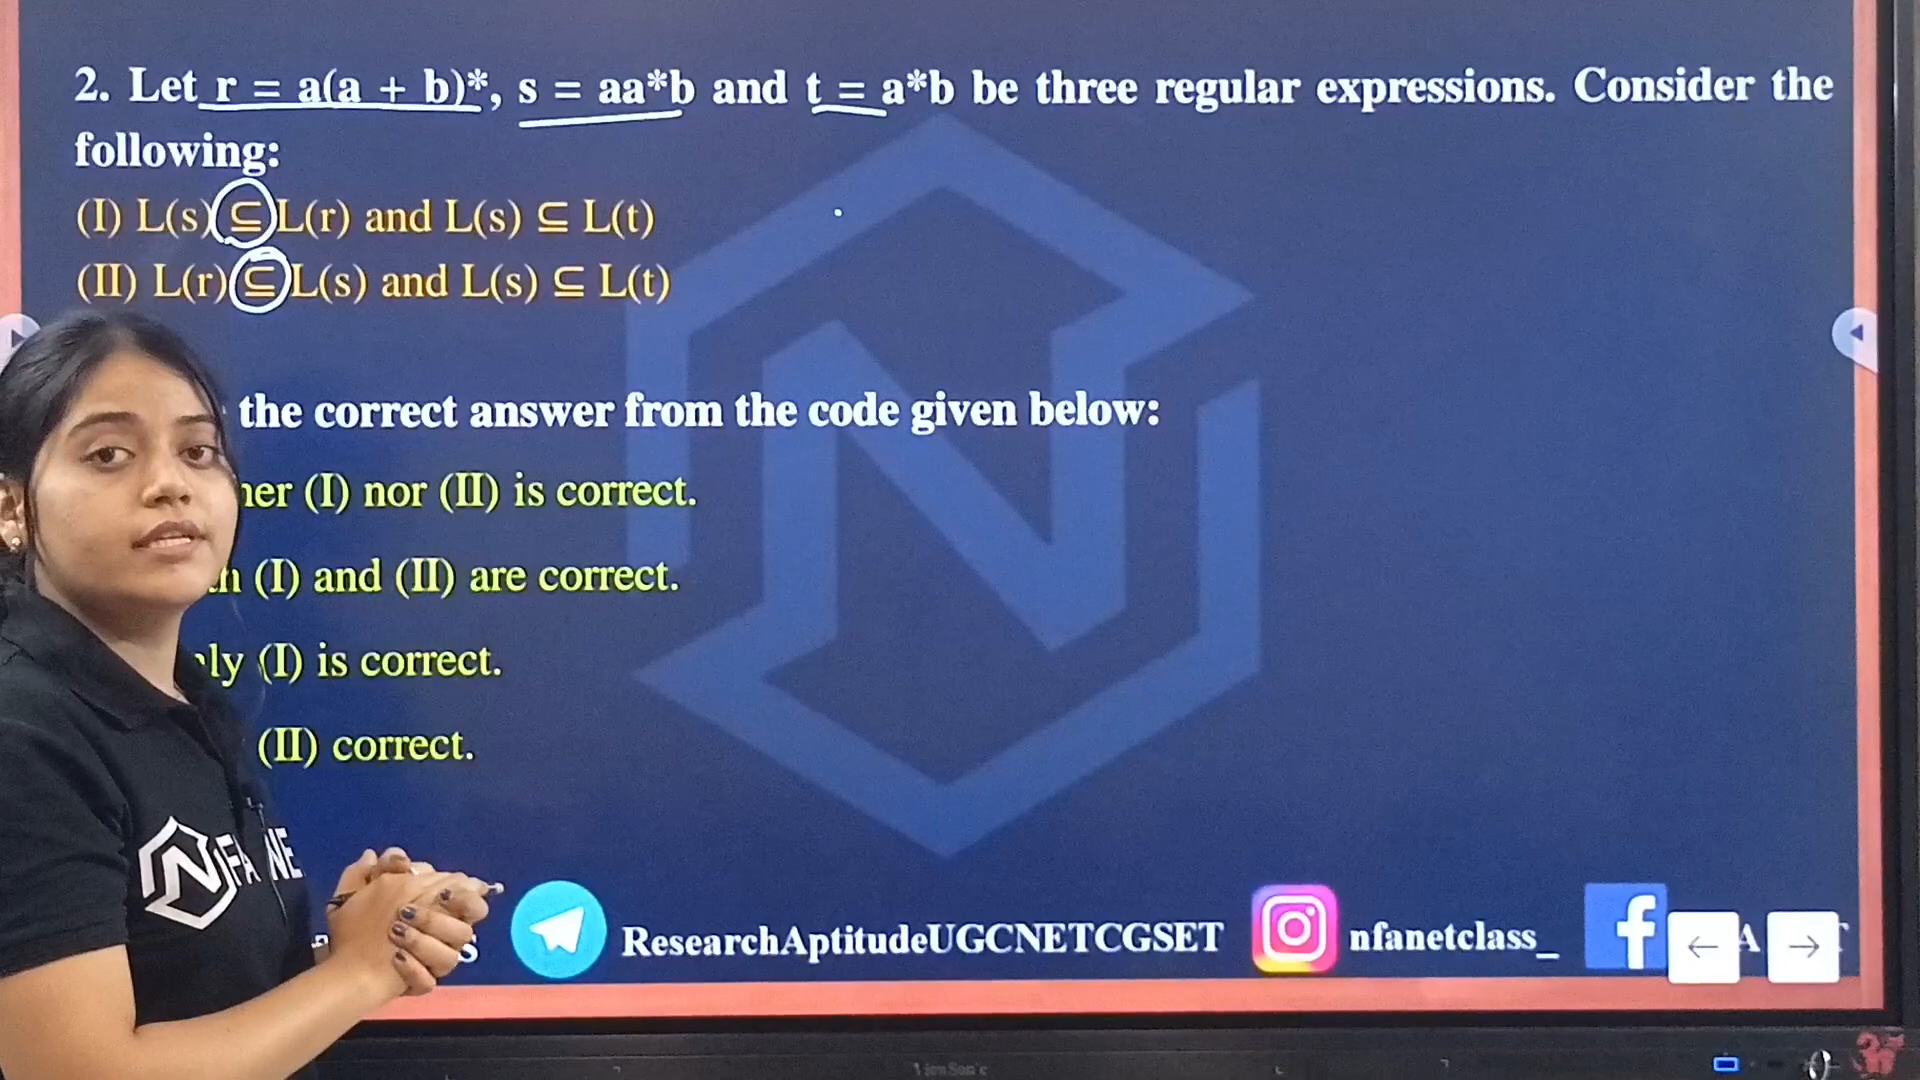 2. Let r = a(a + b)*, s = aa*b and t = a*b be three regular expressions. Consider the
following:
(I) L(s) ⊆ L(r) and L(s) ⊆ L(t)
(II) L(r) ⊆ L(s) and L(s) ⊆ L(t)
the correct answer from the code given below:
(I) nor (II) is correct.
(I) and (II) are correct.
(I) is correct.
(II) correct.
ResearchAptitudeUGCNETCGSET
nfanetclass_